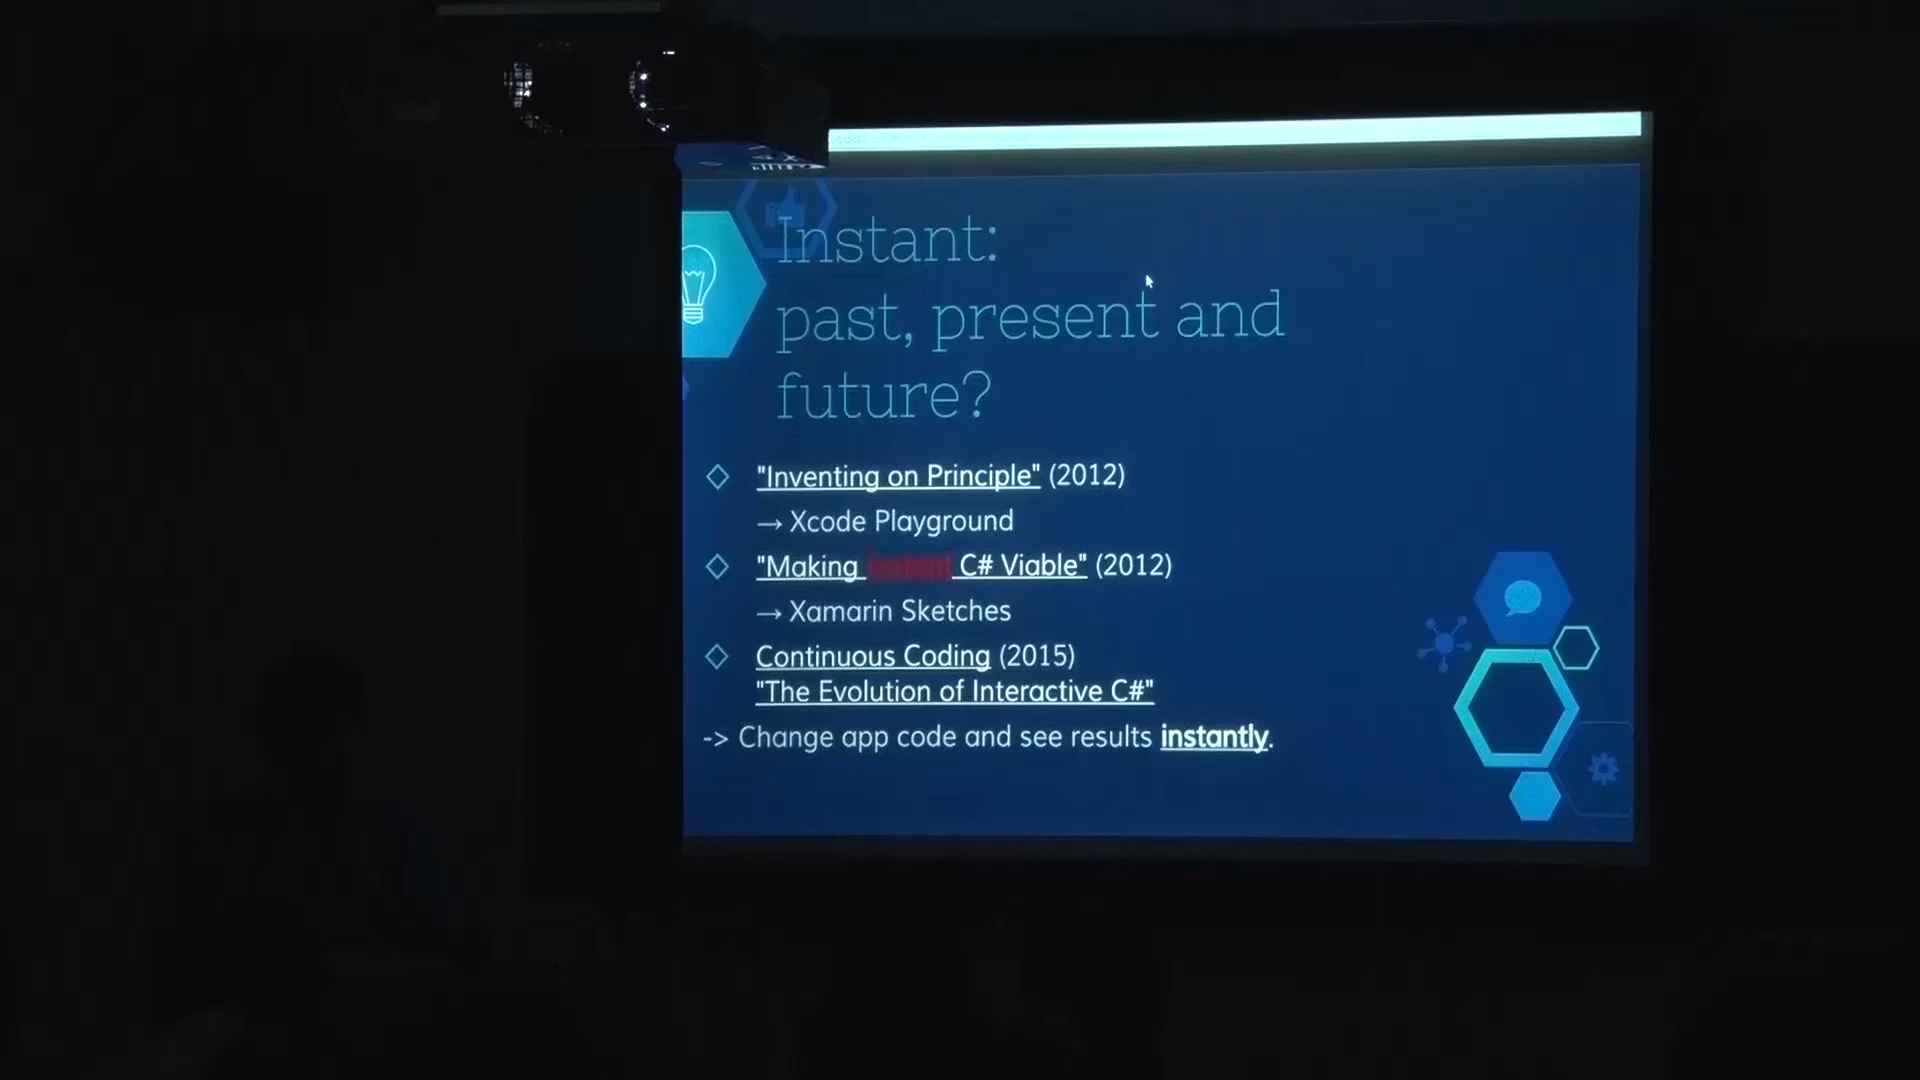 Instant:
past, present and
future?
"Inventing on Principle" (2012)
→ Xcode Playground
"Making C# Viable" (2012)
→ Xamarin Sketches
Continuous Coding (2015)
"The Evolution of Interactive C#"
-> Change app code and see results instantly.